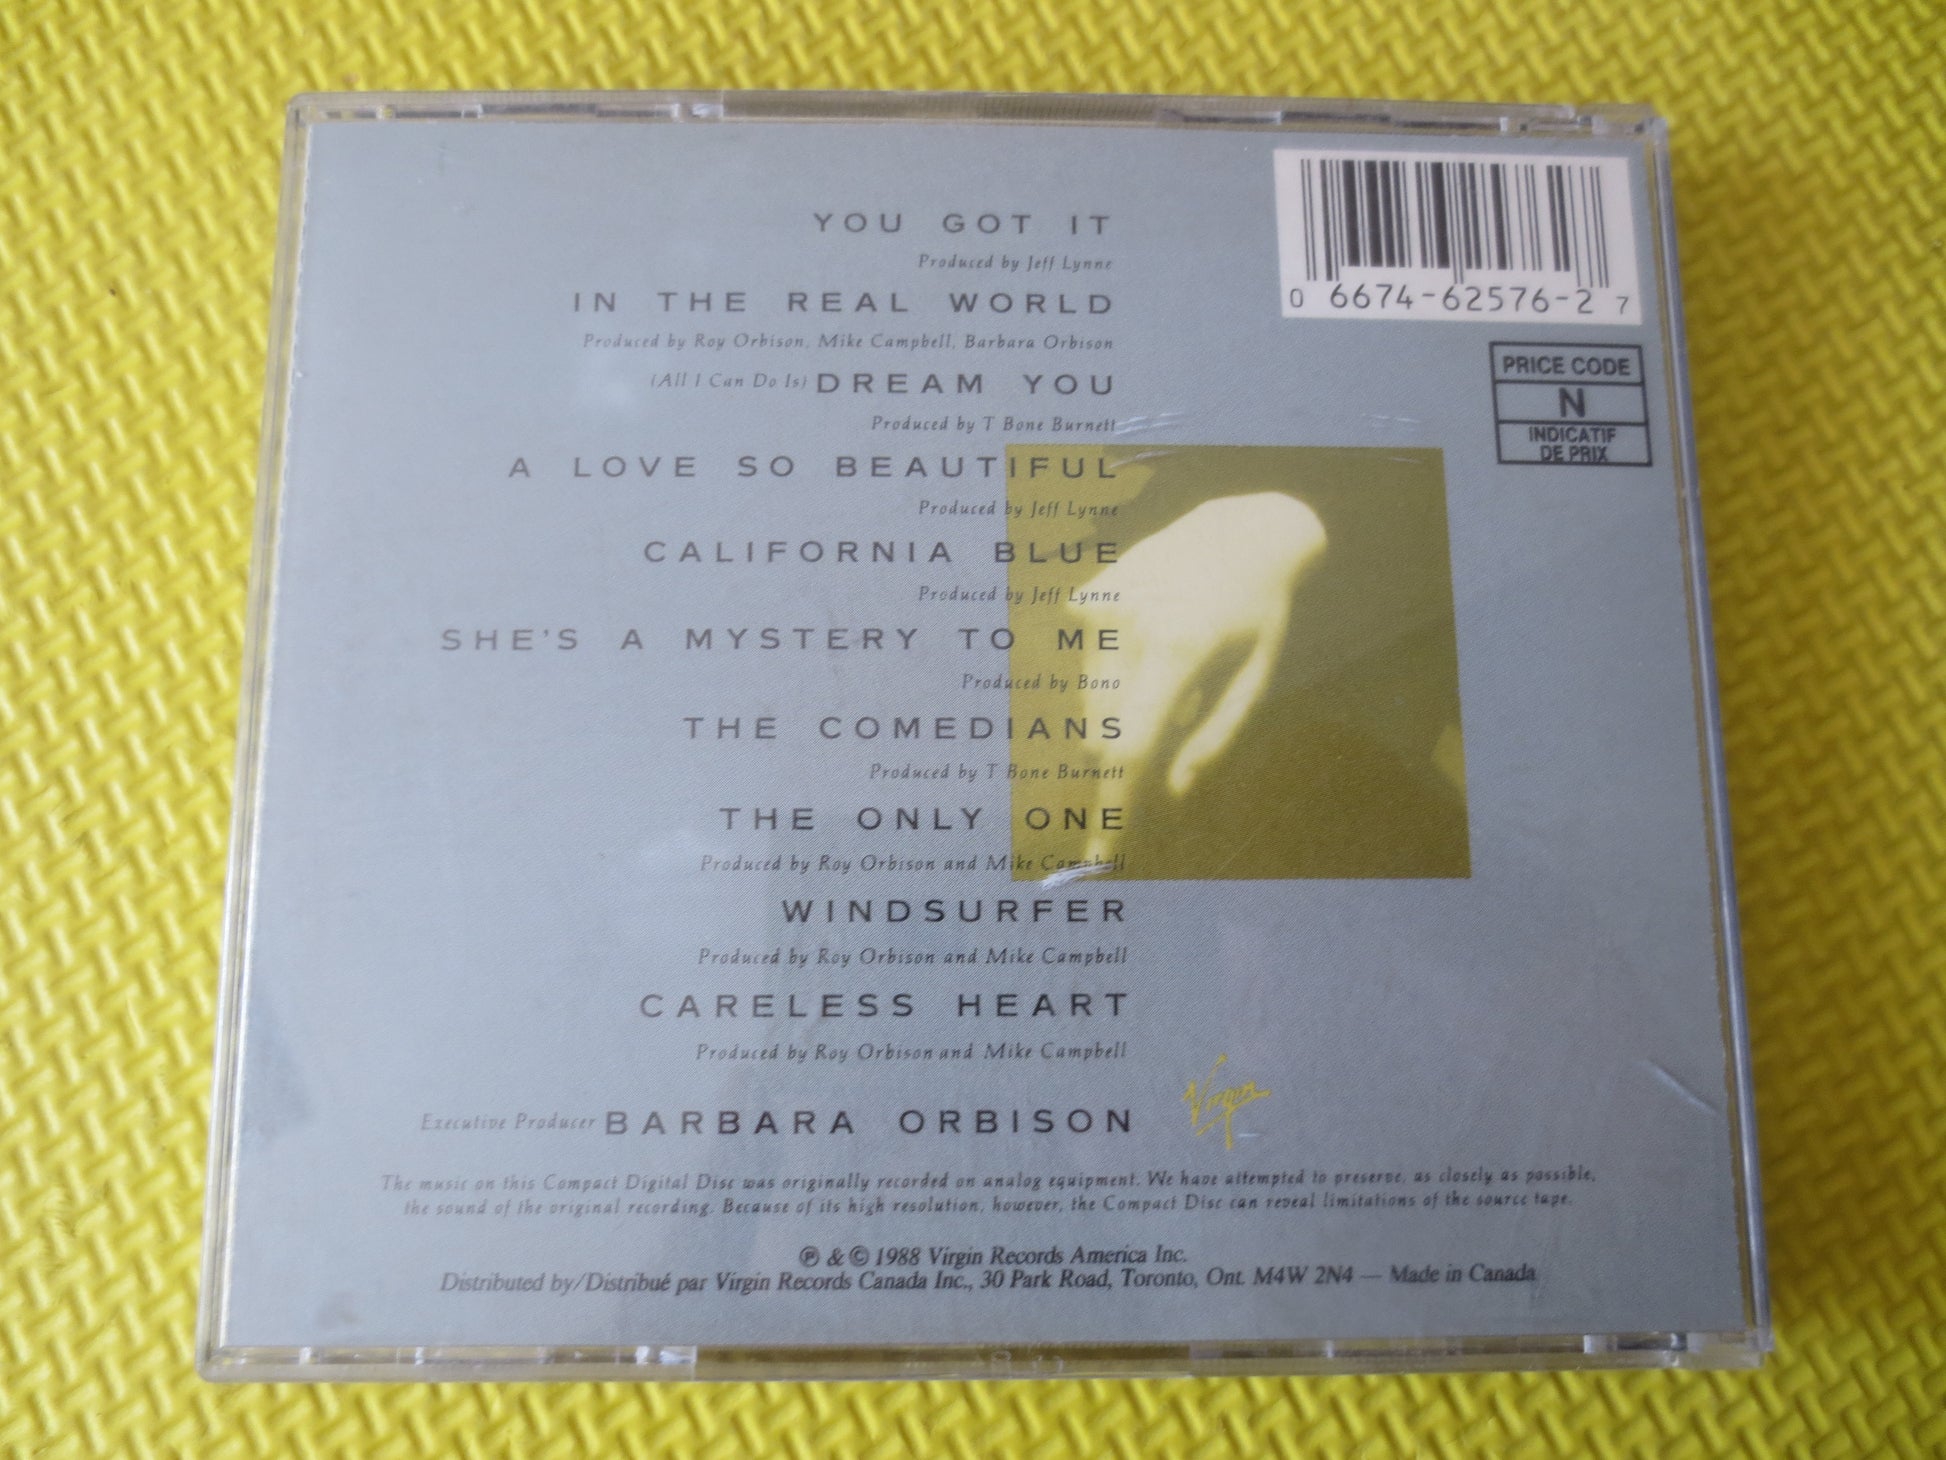 YOU GOT IT
Produced by Jeff Lynne
IN THE REAL WORLD
Produced by Roy Orbison, Mike Campbell, Barbara Orbison
(All I Can Do Is) DREAM YOU
Produced by T Bone Burnett
A LOVE SO BEAUTIFUL
Produced by Jeff Lynne
CALIFORNIA BLUE
Produced by Jeff Lynne
SHE'S A MYSTERY TO ME
Produced by Bono
THE COMEDIANS
Produced by T Bone Burnett
THE ONLY ONE
Produced by Roy Orbison and Mike Campbell
WINDSURFER
Produced by Roy Orbison and Mike Campbell
CARELESS HEART
Produced by Roy Orbison and Mike Campbell
Executive Producer BARBARA ORBISON
Virgin
0 6674-62576-2 7
PRICE CODE
N
INDICATIF
DE PRIX
The music on this Compact Digital Disc was originally recorded on analog equipment. We have attempted to preserve, as closely as possible,
the sound of the original recording. Because of its high resolution, however, the Compact Disc can reveal limitations of the source tape.
℗ & © 1988 Virgin Records America Inc.
Distributed by/Distribué par Virgin Records Canada Inc., 30 Park Road, Toronto, Ont. M4W 2N4 — Made in Canada